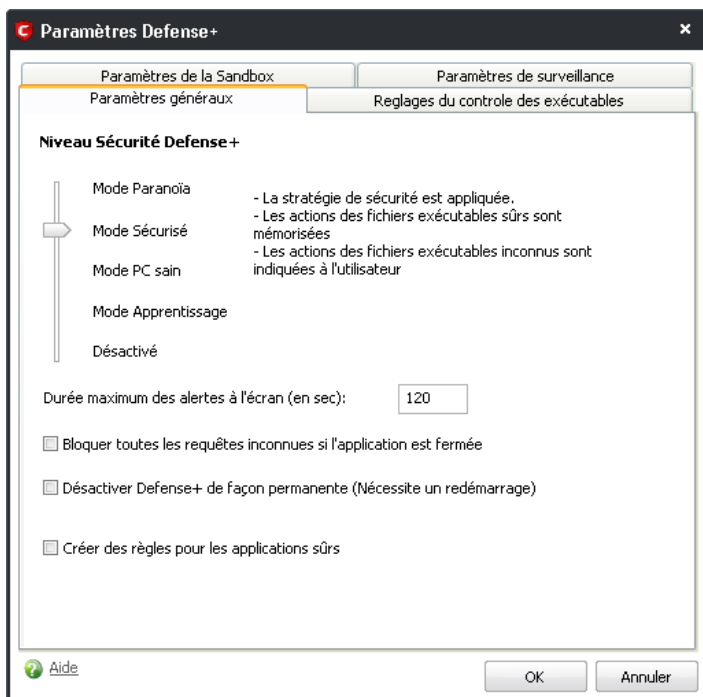 Paramètres Defense+
Paramètres de la Sandbox
Paramètres de surveillance
Paramètres généraux
Reglages du controle des exécutables
Niveau Sécurité Defense+
Mode Paranoïa
Mode Sécurisé
Mode PC sain
Mode Apprentissage
Désactivé
- La stratégie de sécurité est appliquée.
- Les actions des fichiers exécutables sûrs sont
mémorisées
- Les actions des fichiers exécutables inconnus sont
indiquées à l'utilisateur
Durée maximum des alertes à l'écran (en sec):
120
Bloquer toutes les requêtes inconnues si l'application est fermée
Désactiver Defense+ de façon permanente (Nécessite un redémarrage)
Créer des règles pour les applications sûrs
Aide
OK
Annuler